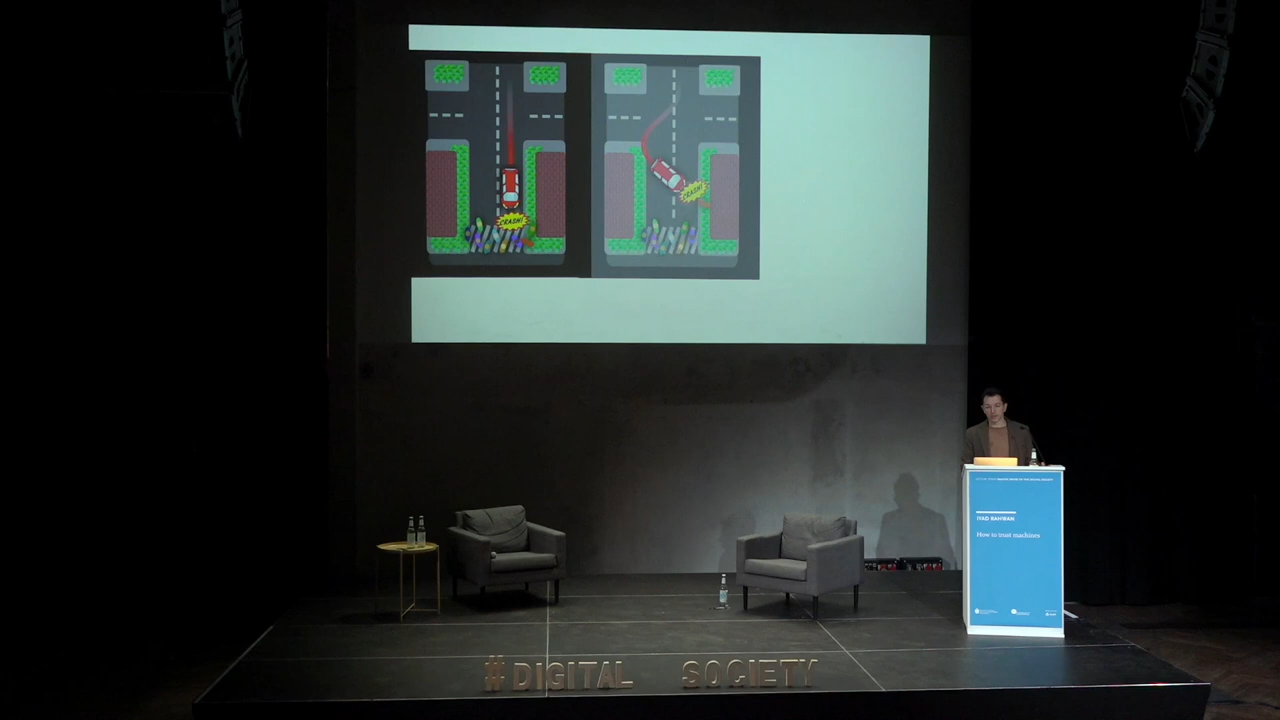 CRASH!
CRASH!
IYAD RAHWAN
How to trust machines
#DIGITAL SOCIETY